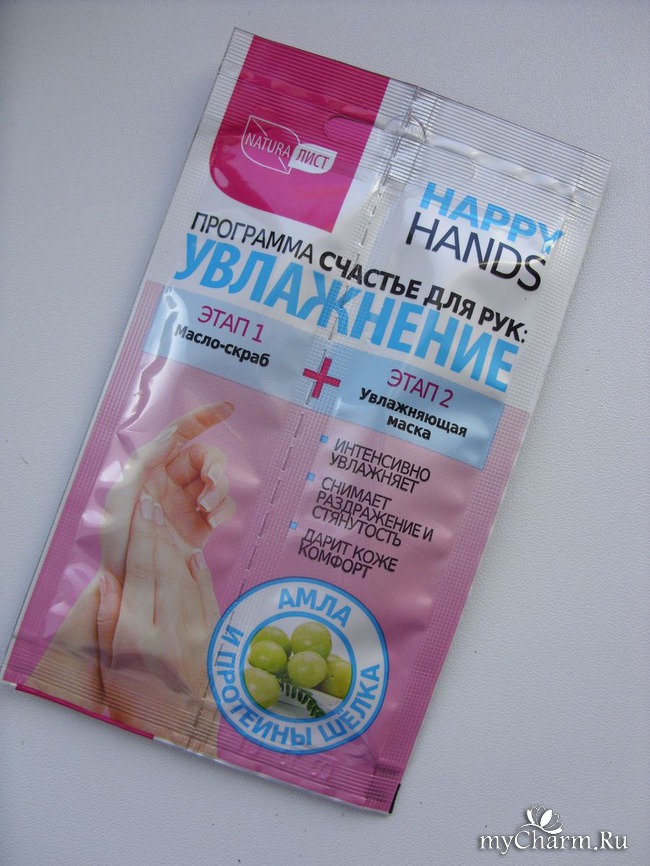 NATURA ЛИСТ
HAPPY
HANDS
ПРОГРАММА СЧАСТЬЕ ДЛЯ РУК:
УВЛАЖНЕНИЕ
ЭТАП 1
Масло-скраб
+
ЭТАП 2
Увлажняющая
маска
ИНТЕНСИВНО
УВЛАЖНЯЕТ
СНИМАЕТ
РАЗДРАЖЕНИЕ И
СТЯНУТОСТЬ
ДАРИТ КОЖЕ
КОМФОРТ
АМЛА
И ПРОТЕИНЫ ШЁЛКА
myCharm.Ru